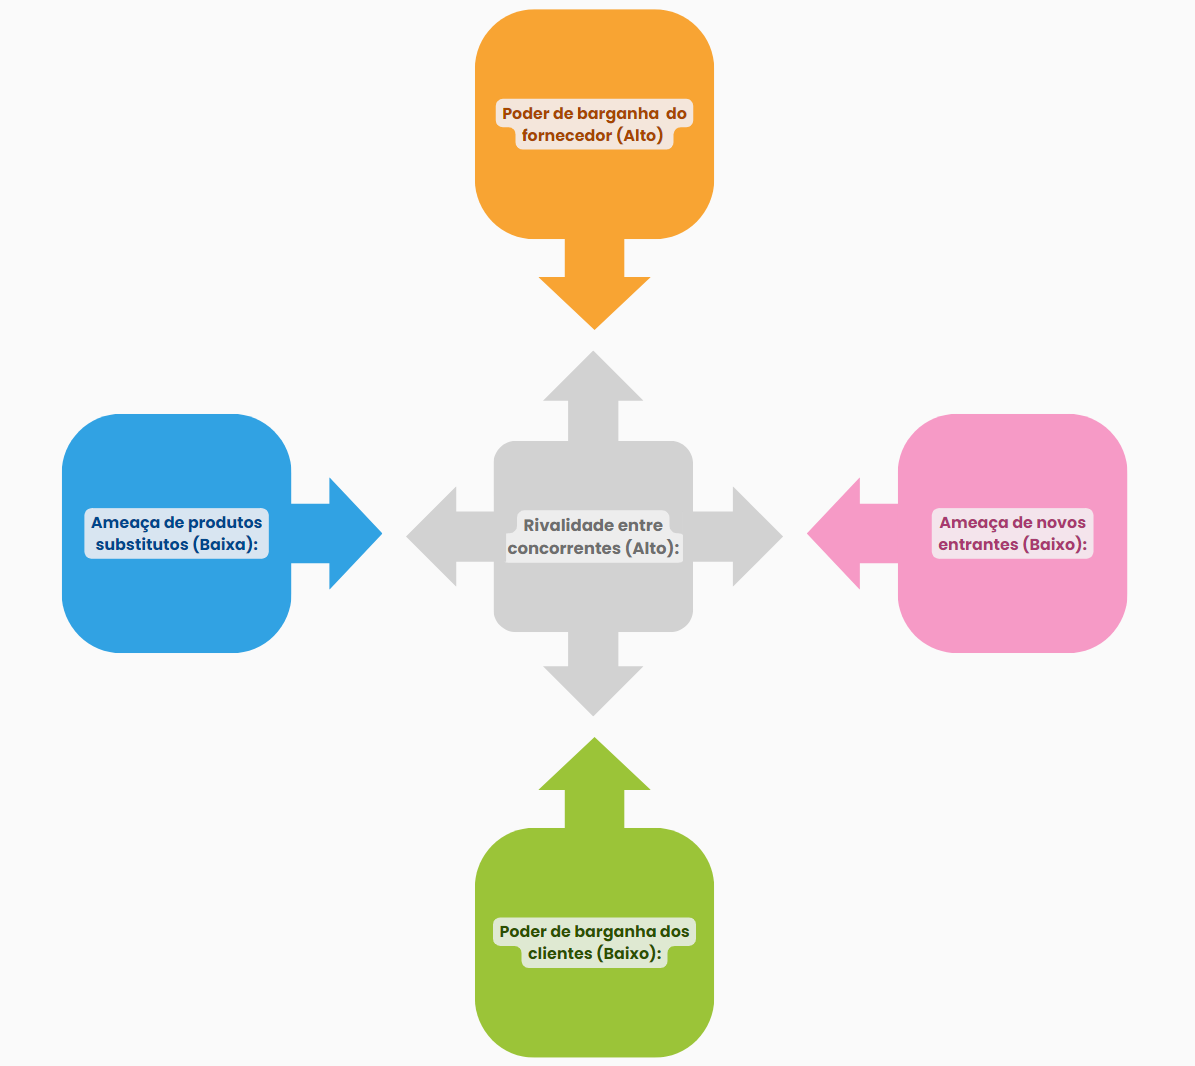 Poder de barganha  do
fornecedor (Alto)
Ameaça de produtos
substitutos (Baixa):
Rivalidade entre
concorrentes (Alto):
Ameaça de novos
entrantes (Baixo):
Poder de barganha dos
clientes (Baixo):